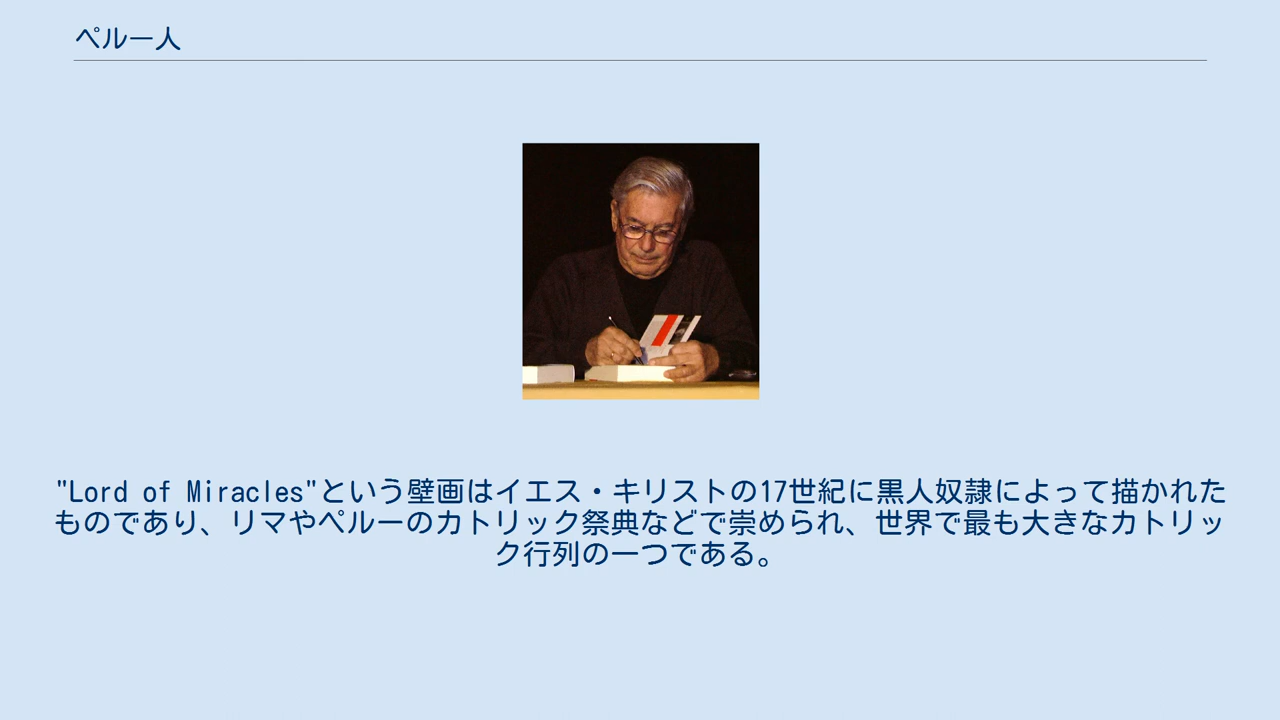 ペルー人
"Lord of Miracles"という壁画はイエス・キリストの17世紀に黒人奴隷によって描かれた
ものであり、リマやペルーのカトリック祭典などで崇められ、世界で最も大きなカトリッ
ク行列の一つである。